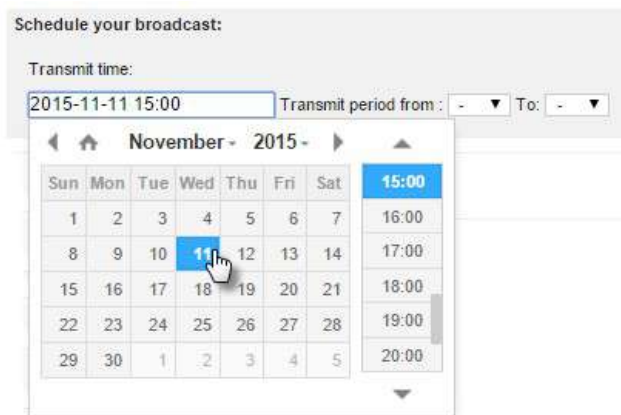 Schedule your broadcast:
Transmit time:
2015-11-11 15:00 Transmit period from : - To: -
November 2015
Sun Mon Tue Wed Thu Fri Sat
1 2 3 4 5 6 7
8 9 10 11 12 13 14
15 16 17 18 19 20 21
22 23 24 25 26 27 28
29 30 1 2 3 4 5
15:00
16:00
17:00
18:00
19:00
20:00